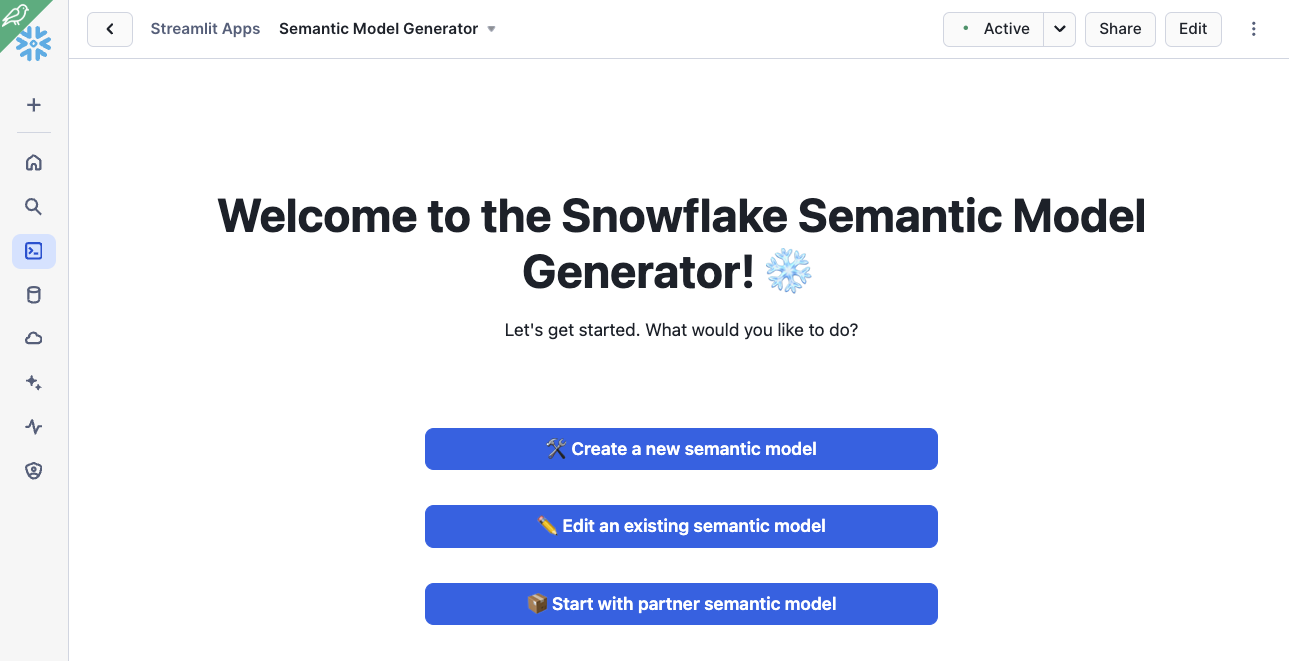 Streamlit Apps Semantic Model Generator
Active Share Edit
Welcome to the Snowflake Semantic Model
Generator! ❄️
Let's get started. What would you like to do?
🛠️ Create a new semantic model
✏️ Edit an existing semantic model
📦 Start with partner semantic model